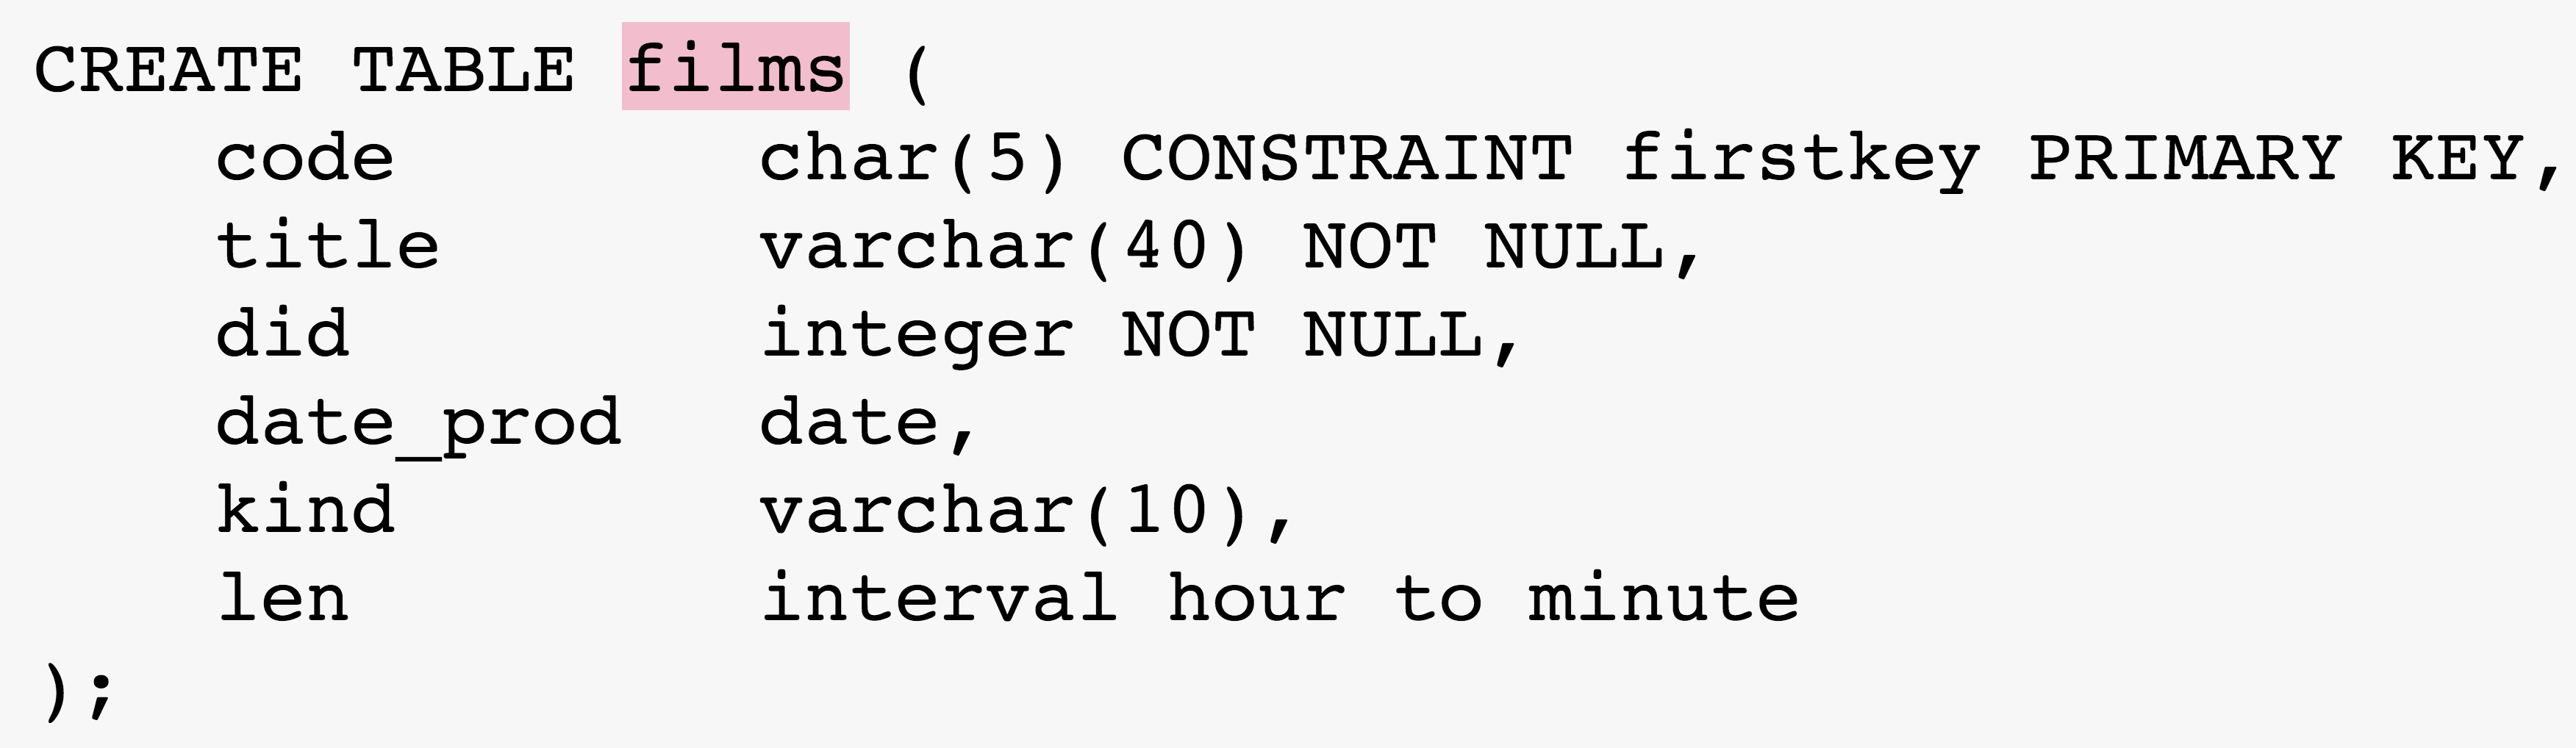 CREATE TABLE films (
    code        char(5) CONSTRAINT firstkey PRIMARY KEY,
    title       varchar(40) NOT NULL,
    did         integer NOT NULL,
    date_prod   date,
    kind        varchar(10),
    len         interval hour to minute
);